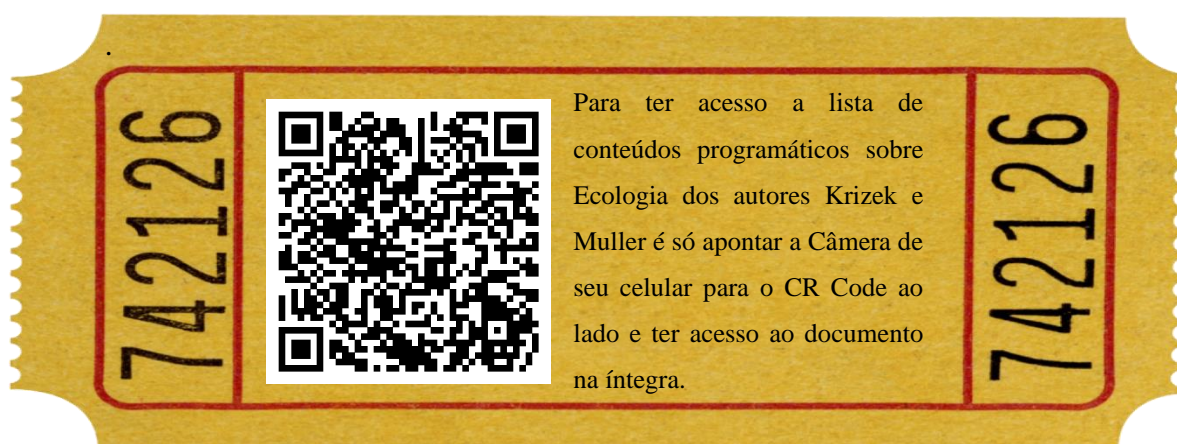 .
742126
Para ter acesso a lista de
conteúdos programáticos sobre
Ecologia dos autores Krizek e
Muller é só apontar a Câmera de
seu celular para o CR Code ao
lado e ter acesso ao documento
na íntegra.
742126